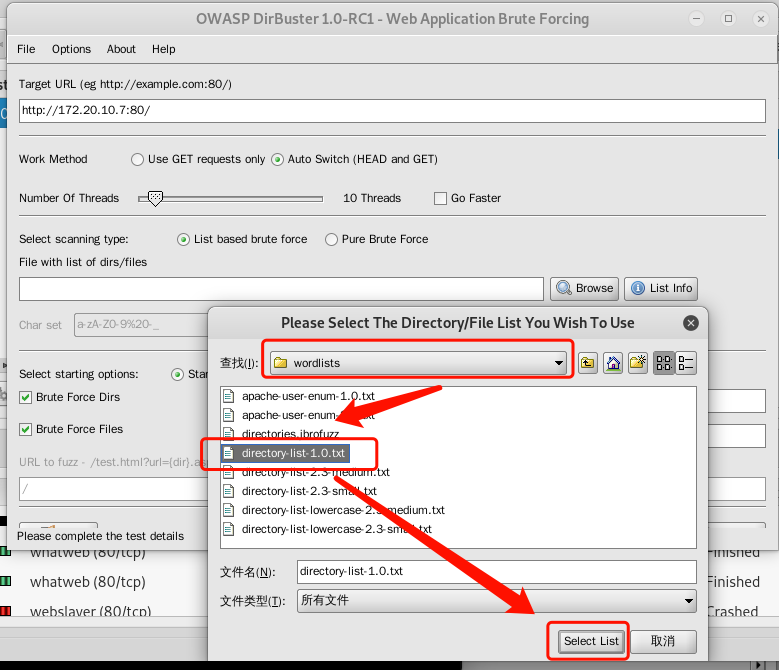 OWASP DirBuster 1.0-RC1 - Web Application Brute Forcing
File Options About Help
Target URL (eg http://example.com:80/)
http://172.20.10.7:80/
Work Method Use GET requests only Auto Switch (HEAD and GET)
Number Of Threads 10 Threads Go Faster
Select scanning type: List based brute force Pure Brute Force
File with list of dirs/files
Browse List Info
Char set a-zA-Z0-9%20-_
Please Select The Directory/File List You Wish To Use
查找(I): wordlists
Select starting options:
Brute Force Dirs
Brute Force Files
URL to fuzz - /test.html?url={dir}
/
Please complete the test details
apache-user-enum-1.0.txt
apache-user-enum-
directories.jbrofuzz
directory-list-1.0.txt
directory-list-2.3-medium.txt
directory-list-2.3-small.txt
directory-list-lowercase-2.3-medium.txt
directory-list-lowercase-2.3-small.txt
文件名(N): directory-list-1.0.txt
文件类型(T): 所有文件
Select List 取消
whatweb (80/tcp) Finished
whatweb (80/tcp) Finished
webslayer (80/tcp) Crashed